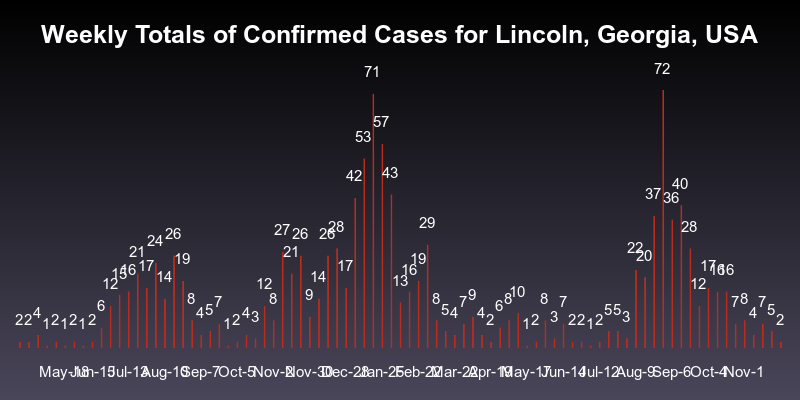 Weekly Totals of Confirmed Cases for Lincoln, Georgia, USA
2 2 4 1 2 1 2 1 2 6 12 15 16 21 17 24 14 26 19 8 4 5 7 1 2 4 3 12 8 27 21 26 9 14 26 28 17 42 53 71 57 43 13 16 19 29 8 5 4 7 9 4 2 6 8 10 1 2 8 3 7 2 2 1 2 5 5 3 22 20 37 72 36 40 28 12 17 16 16 7 8 4 7 5 2
May-18 Jun-15 Jul-13 Aug-10 Sep-7 Oct-5 Nov-2 Nov-30 Dec-28 Jan-25 Feb-22 Mar-22 Apr-19 May-17 Jun-14 Jul-12 Aug-9 Sep-6 Oct-4 Nov-1